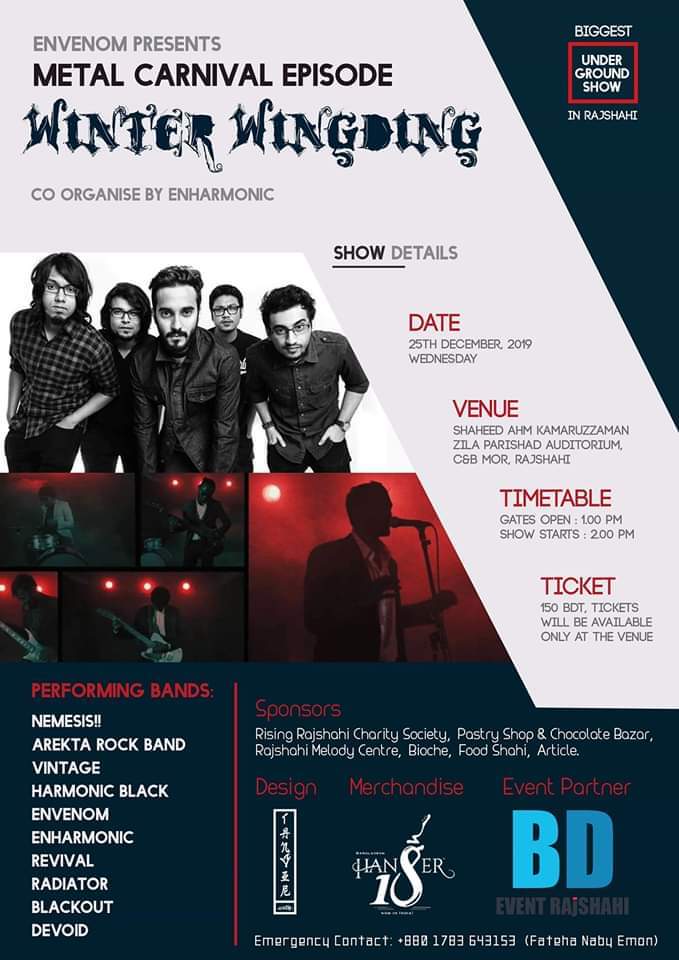 ENVENOM PRESENTS
METAL CARNIVAL EPISODE
WINTER WINGDING
CO ORGANISE BY ENHARMONIC
BIGGEST
UNDER
GROUND
SHOW
IN RAJSHAHI
SHOW DETAILS
DATE
25TH DECEMBER, 2019
WEDNESDAY
VENUE
SHAHEED AHM KAMARUZZAMAN
ZILA PARISHAD AUDITORIUM,
C&B MOR, RAJSHAHI
TIMETABLE
GATES OPEN : 1.00 PM
SHOW STARTS : 2.00 PM
TICKET
150 BDT, TICKETS
WILL BE AVAILABLE
ONLY AT THE VENUE
PERFORMING BANDS:
NEMESIS!!
AREKTA ROCK BAND
VINTAGE
HARMONIC BLACK
ENVENOM
ENHARMONIC
REVIVAL
RADIATOR
BLACKOUT
DEVOID
Sponsors
Rising Rajshahi Charity Society, Pastry Shop & Chocolate Bazar,
Rajshahi Melody Centre, Bioche, Food Shahi, Article.
Design
Merchandise
HANGER
18
Event Partner
BD
EVENT RAjSHAHI
Emergency Contact: +880 1783 643153 (Fateha Naby Emon)